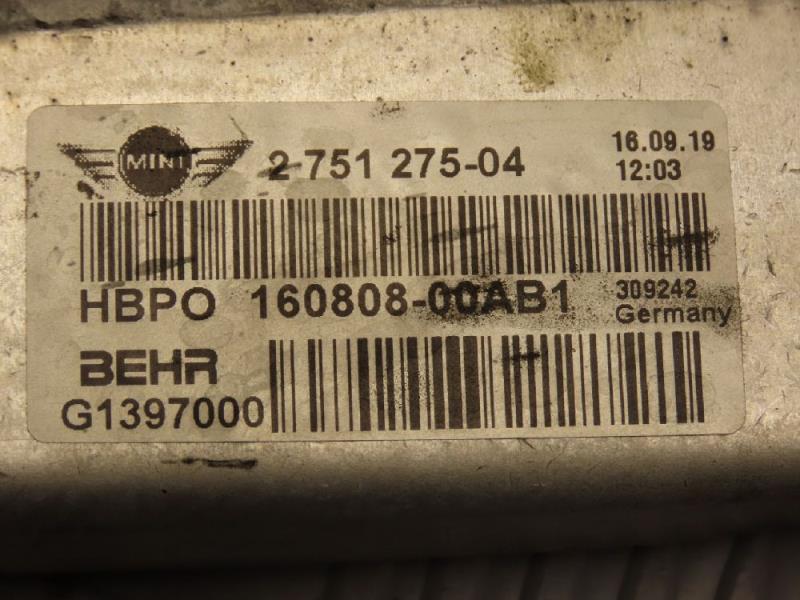 MINI 2 751 275-04 16.09.19
12:03
HBPO 160808-00AB1 309242
Germany
BEHR
G1397000